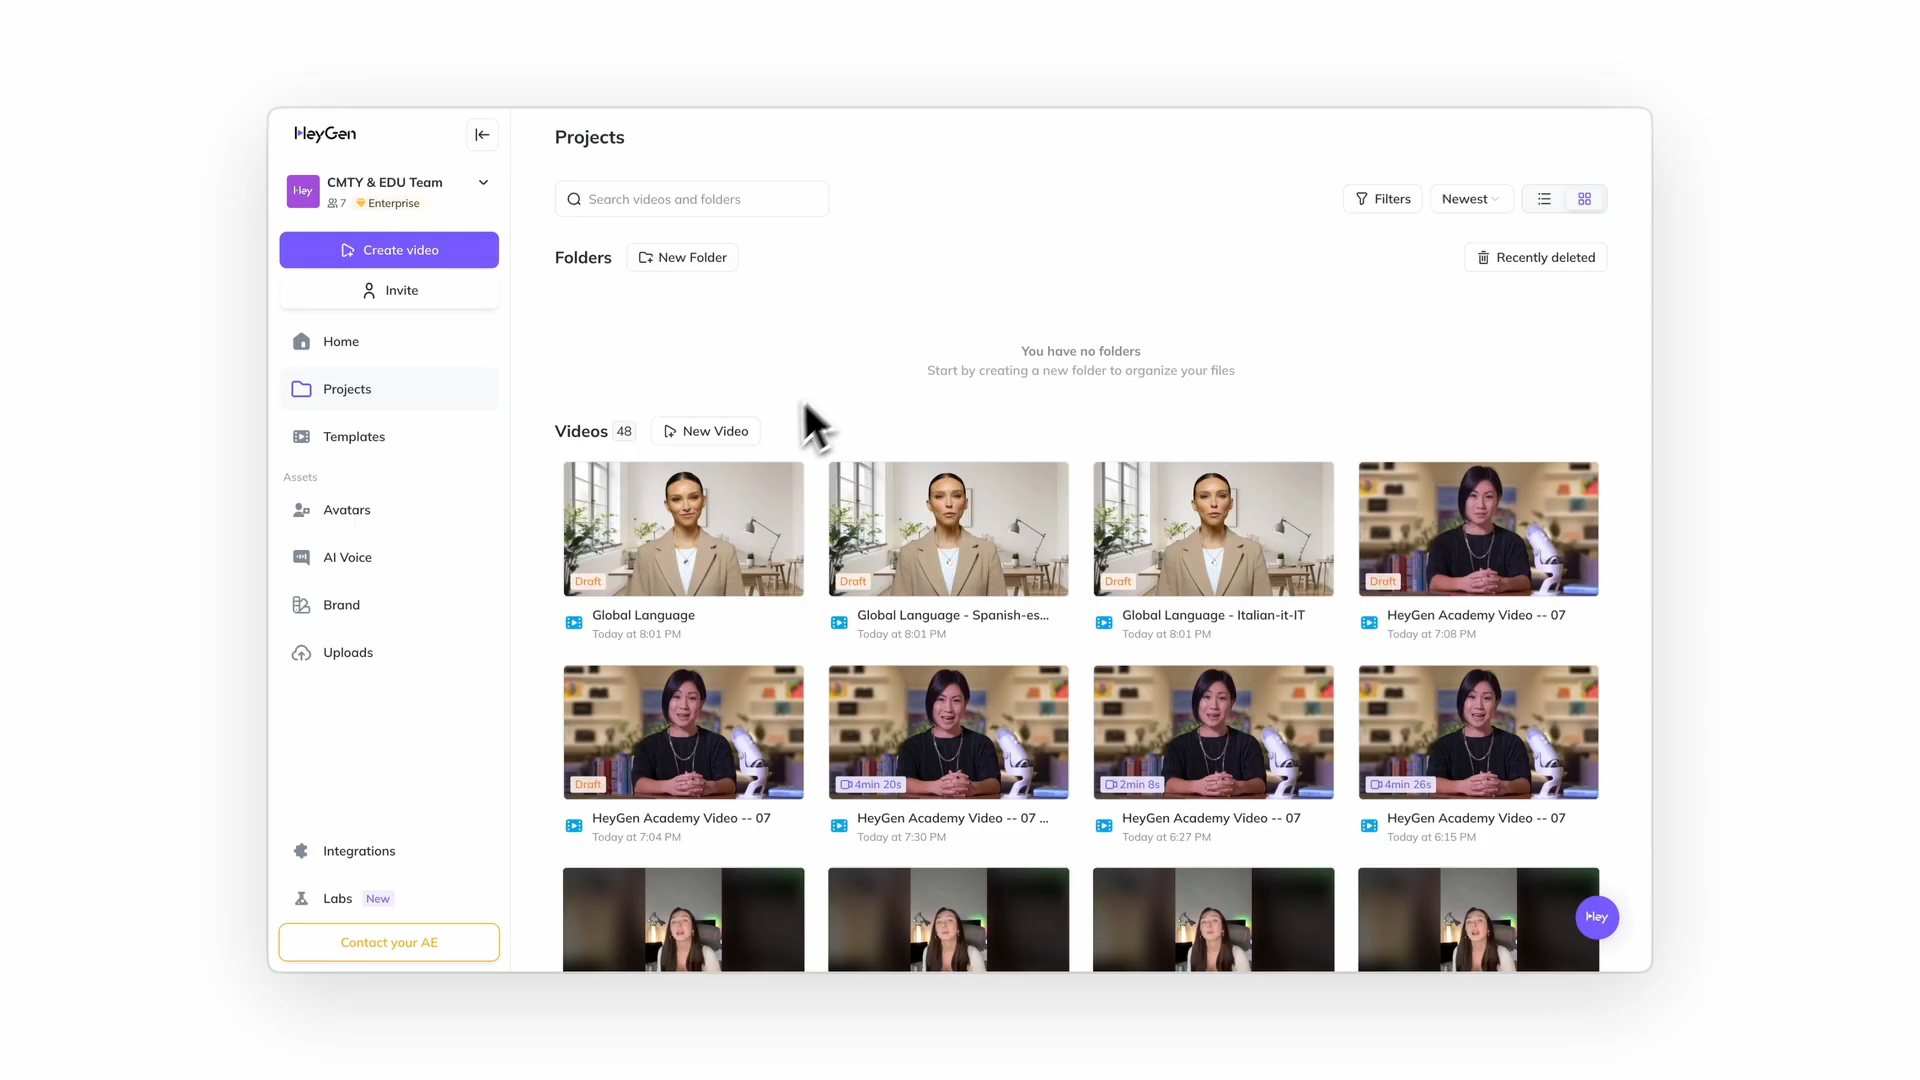 HeyGen
Projects
Hey
CMTY & EDU Team
7
Enterprise
Search videos and folders
Filters
Newest
Create video
Folders
New Folder
Recently deleted
Invite
Home
You have no folders
Start by creating a new folder to organize your files
Projects
Templates
Videos 48
New Video
Assets
Avatars
AI Voice
Brand
Uploads
Draft
Draft
Draft
Draft
Global Language
Today at 8:01 PM
Global Language - Spanish-es...
Today at 8:01 PM
Global Language - Italian-it-IT
Today at 8:01 PM
HeyGen Academy Video -- 07
Today at 7:08 PM
Draft
4min 20s
2min 8s
4min 26s
HeyGen Academy Video -- 07
Today at 7:04 PM
HeyGen Academy Video -- 07 ...
Today at 7:30 PM
HeyGen Academy Video -- 07
Today at 6:27 PM
HeyGen Academy Video -- 07
Today at 6:15 PM
Integrations
Labs New
Contact your AE
Hey